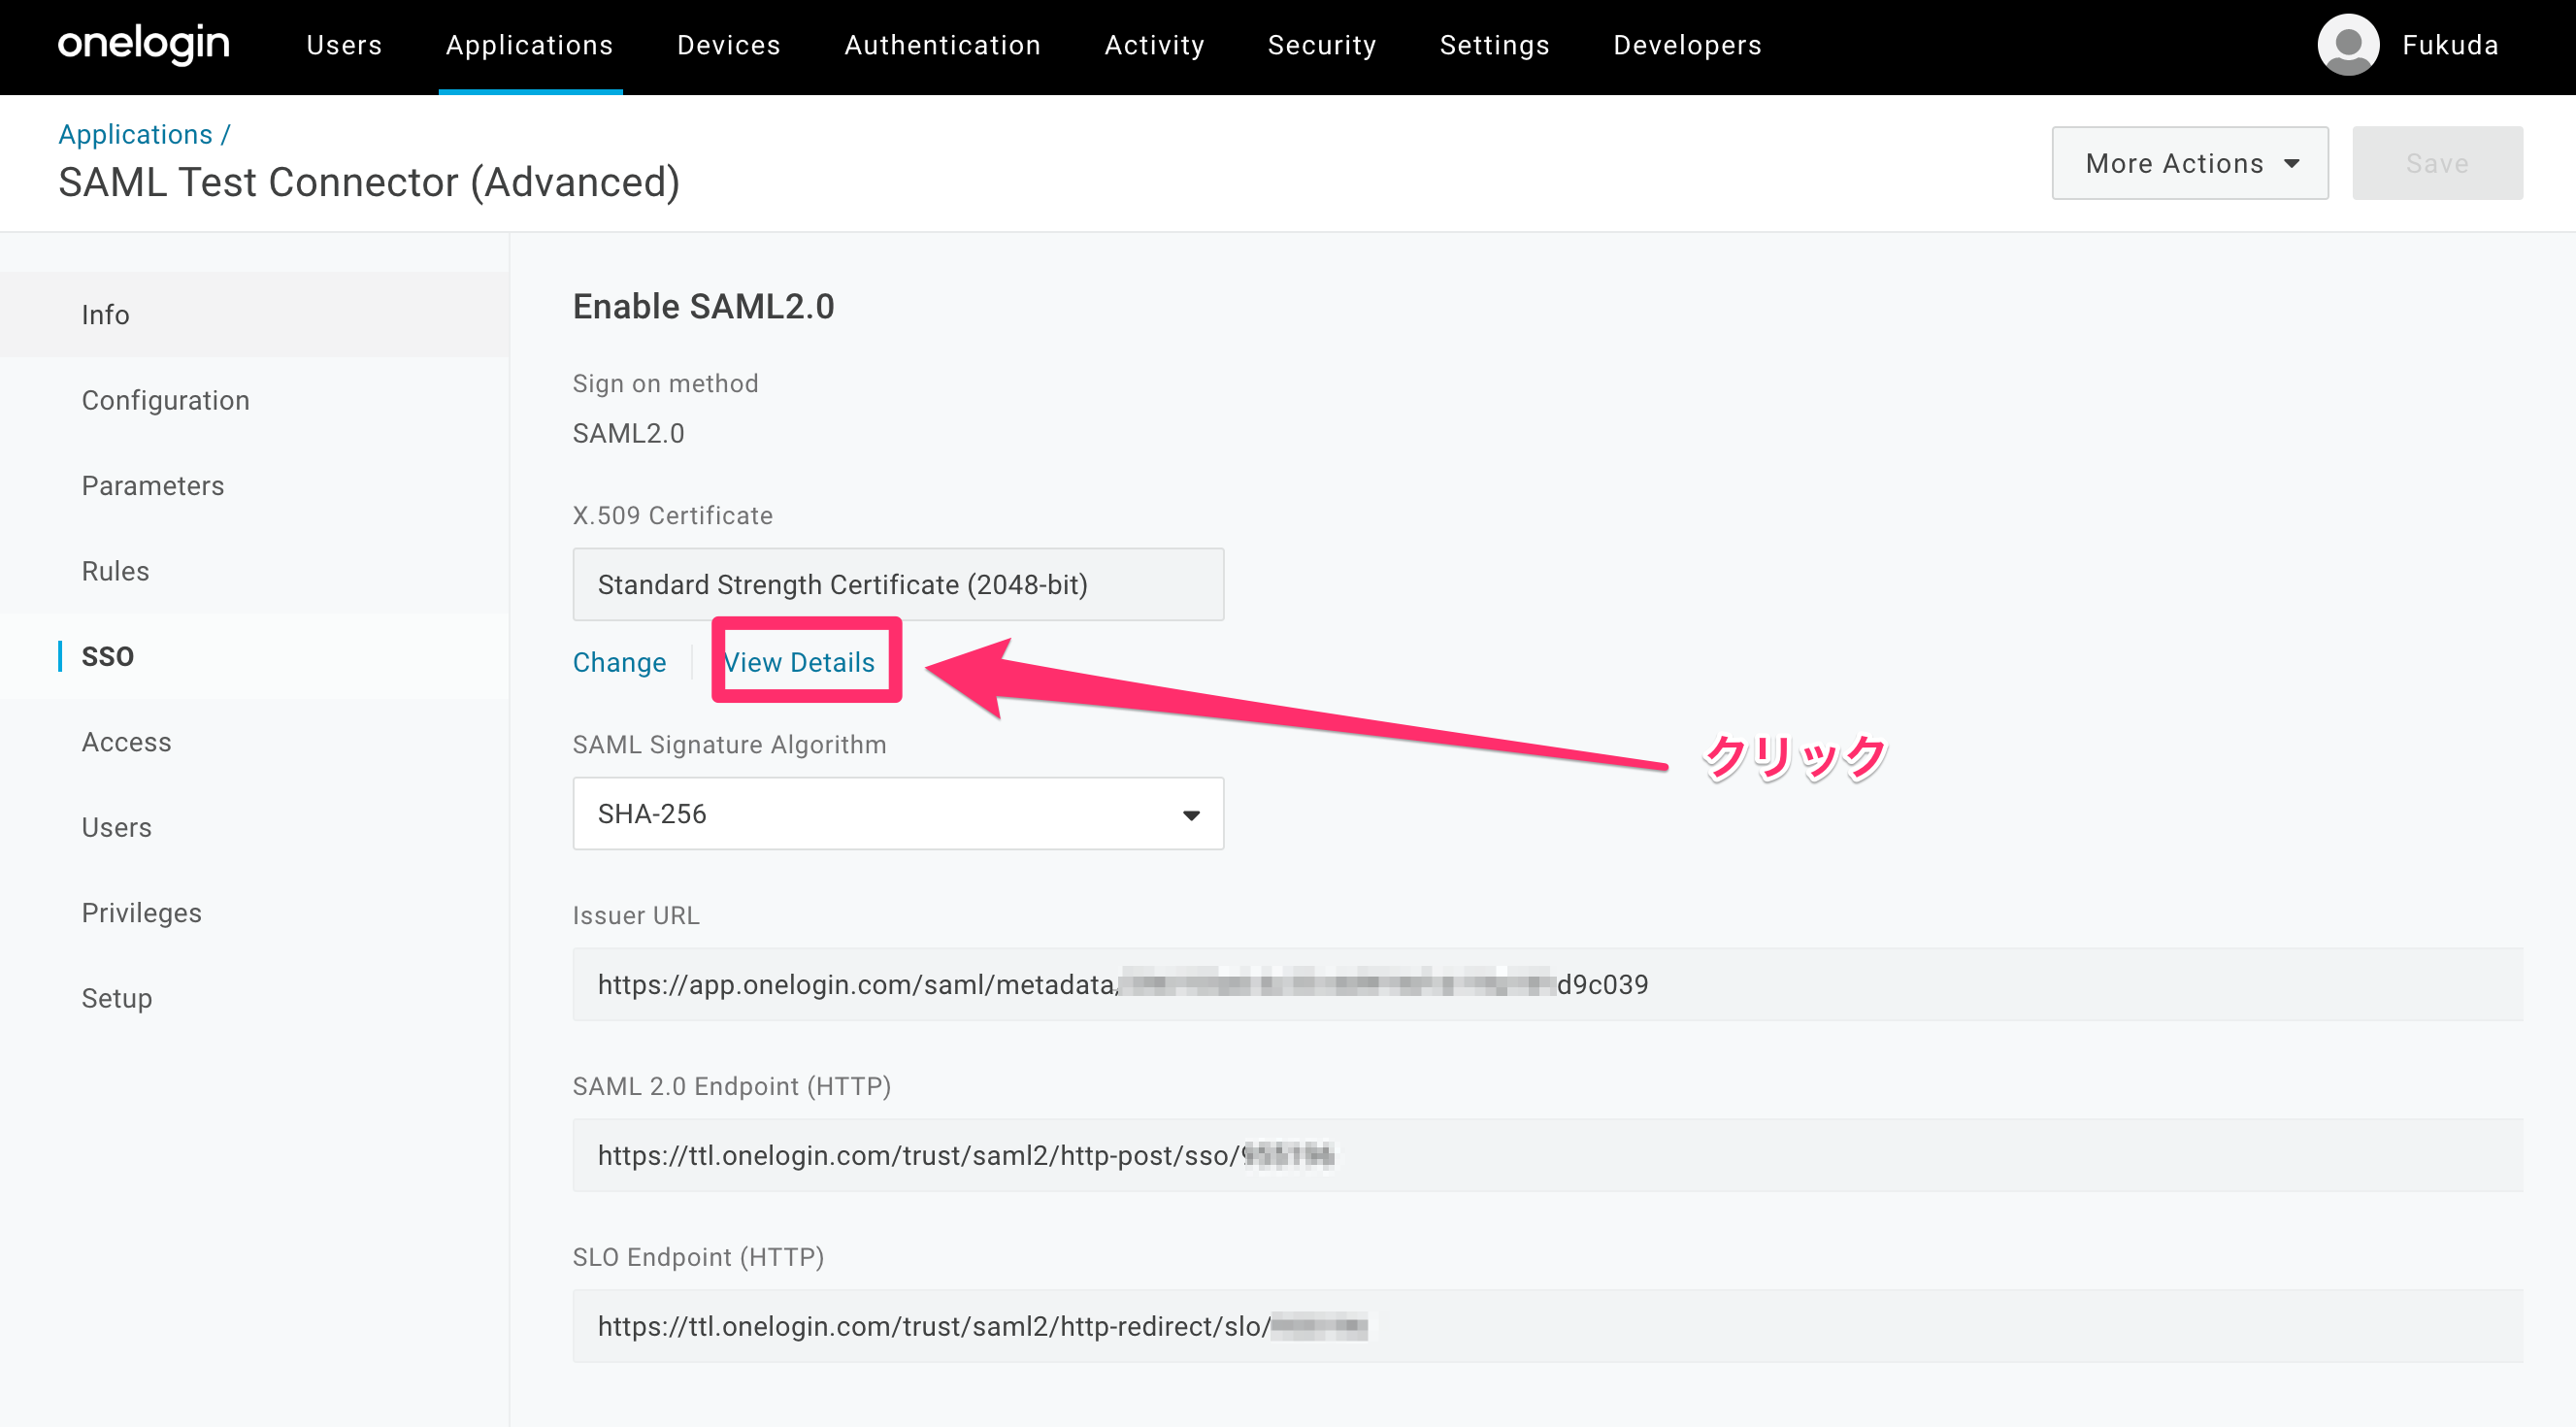 onelogin Users Applications Devices Authentication Activity Security Settings Developers Fukuda
Applications /
SAML Test Connector (Advanced)
More Actions
Save
Info
Configuration
Parameters
Rules
SSO
Access
Users
Privileges
Setup
Enable SAML2.0
Sign on method
SAML2.0
X.509 Certificate
Standard Strength Certificate (2048-bit)
Change
View Details
クリック
SAML Signature Algorithm
SHA-256
Issuer URL
https://app.onelogin.com/saml/metadata/ d9c039
SAML 2.0 Endpoint (HTTP)
https://ttl.onelogin.com/trust/saml2/http-post/sso/
SLO Endpoint (HTTP)
https://ttl.onelogin.com/trust/saml2/http-redirect/slo/